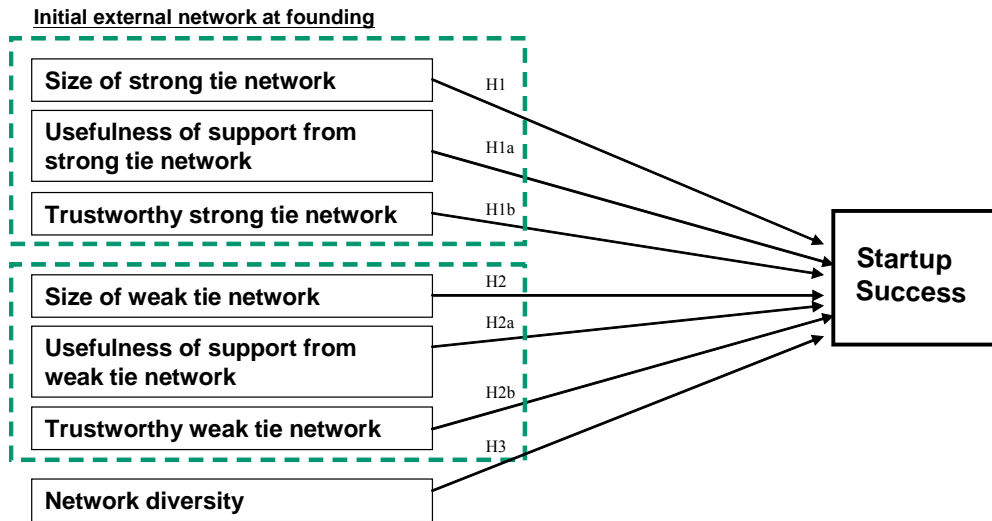 Initial external network at founding
Size of strong tie network
H1
Usefulness of support from
strong tie network
H1a
Trustworthy strong tie network
H1b
Startup
Success
Size of weak tie network
H2
Usefulness of support from
weak tie network
H2a
Trustworthy weak tie network
H2b
H3
Network diversity